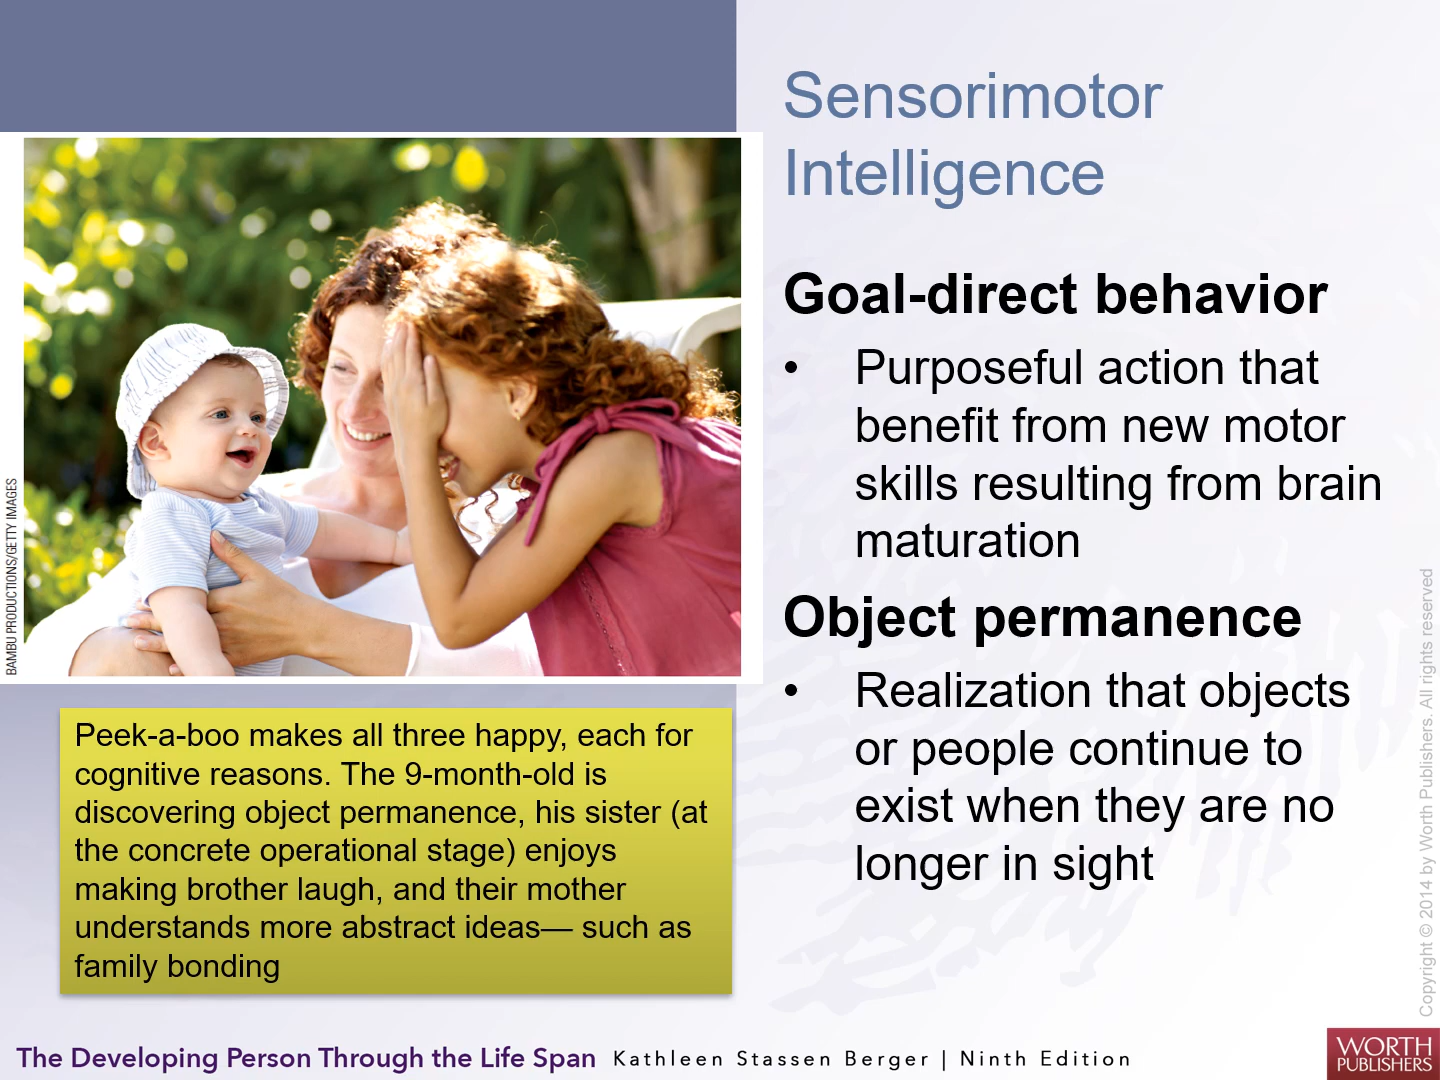 Sensorimotor
Intelligence
Goal-direct behavior
• Purposeful action that
benefit from new motor
skills resulting from brain
maturation
Object permanence
• Realization that objects
or people continue to
exist when they are no
longer in sight
BAMBU PRODUCTIONS/GETTY IMAGES
Peek-a-boo makes all three happy, each for
cognitive reasons. The 9-month-old is
discovering object permanence, his sister (at
the concrete operational stage) enjoys
making brother laugh, and their mother
understands more abstract ideas— such as
family bonding
Copyright © 2014 by Worth Publishers. All rights reserved
The Developing Person Through the Life Span Kathleen Stassen Berger | Ninth Edition
WORTH
PUBLISHERS